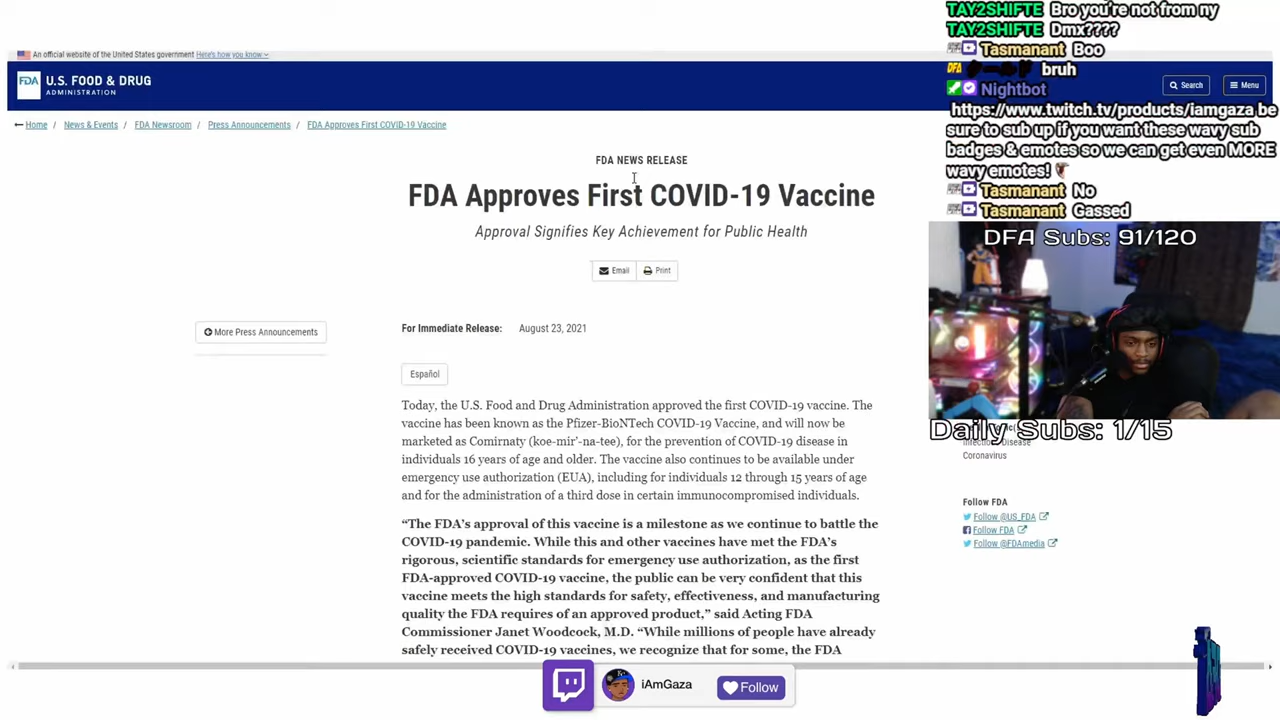 An official website of the United States government Here's how you know
FDA U.S. FOOD & DRUG
ADMINISTRATION
Search
Menu
Home / News & Events / FDA Newsroom / Press Announcements / FDA Approves First COVID-19 Vaccine
FDA NEWS RELEASE
FDA Approves First COVID-19 Vaccine
Approval Signifies Key Achievement for Public Health
Email
Print
More Press Announcements
For Immediate Release: August 23, 2021
Español
Today, the U.S. Food and Drug Administration approved the first COVID-19 vaccine. The
vaccine has been known as the Pfizer-BioNTech COVID-19 Vaccine, and will now be
marketed as Comirnaty (koe-mir'-na-tee), for the prevention of COVID-19 disease in
individuals 16 years of age and older. The vaccine also continues to be available under
emergency use authorization (EUA), including for individuals 12 through 15 years of age
and for the administration of a third dose in certain immunocompromised individuals.
“The FDA’s approval of this vaccine is a milestone as we continue to battle the
COVID-19 pandemic. While this and other vaccines have met the FDA’s
rigorous, scientific standards for emergency use authorization, as the first
FDA-approved COVID-19 vaccine, the public can be very confident that this
vaccine meets the high standards for safety, effectiveness, and manufacturing
quality the FDA requires of an approved product,” said Acting FDA
Commissioner Janet Woodcock, M.D. “While millions of people have already
safely received COVID-19 vaccines, we recognize that for some, the FDA
TAY2SHIFTE Bro you're not from ny
TAY2SHIFTE Dmx????
Tasmanant Boo
DFA bruh
Nightbot
https://www.twitch.tv/products/iamgaza be
sure to sub up if you want these wavy sub
badges & emotes so we can get even MORE
wavy emotes!
Tasmanant No
Tasmanant Gassed
DFA Subs: 91/120
Daily Subs: 1/15
Disease
Coronavirus
Follow FDA
Follow @US_FDA
Follow FDA
Follow @FDAmedia
iAmGaza
Follow